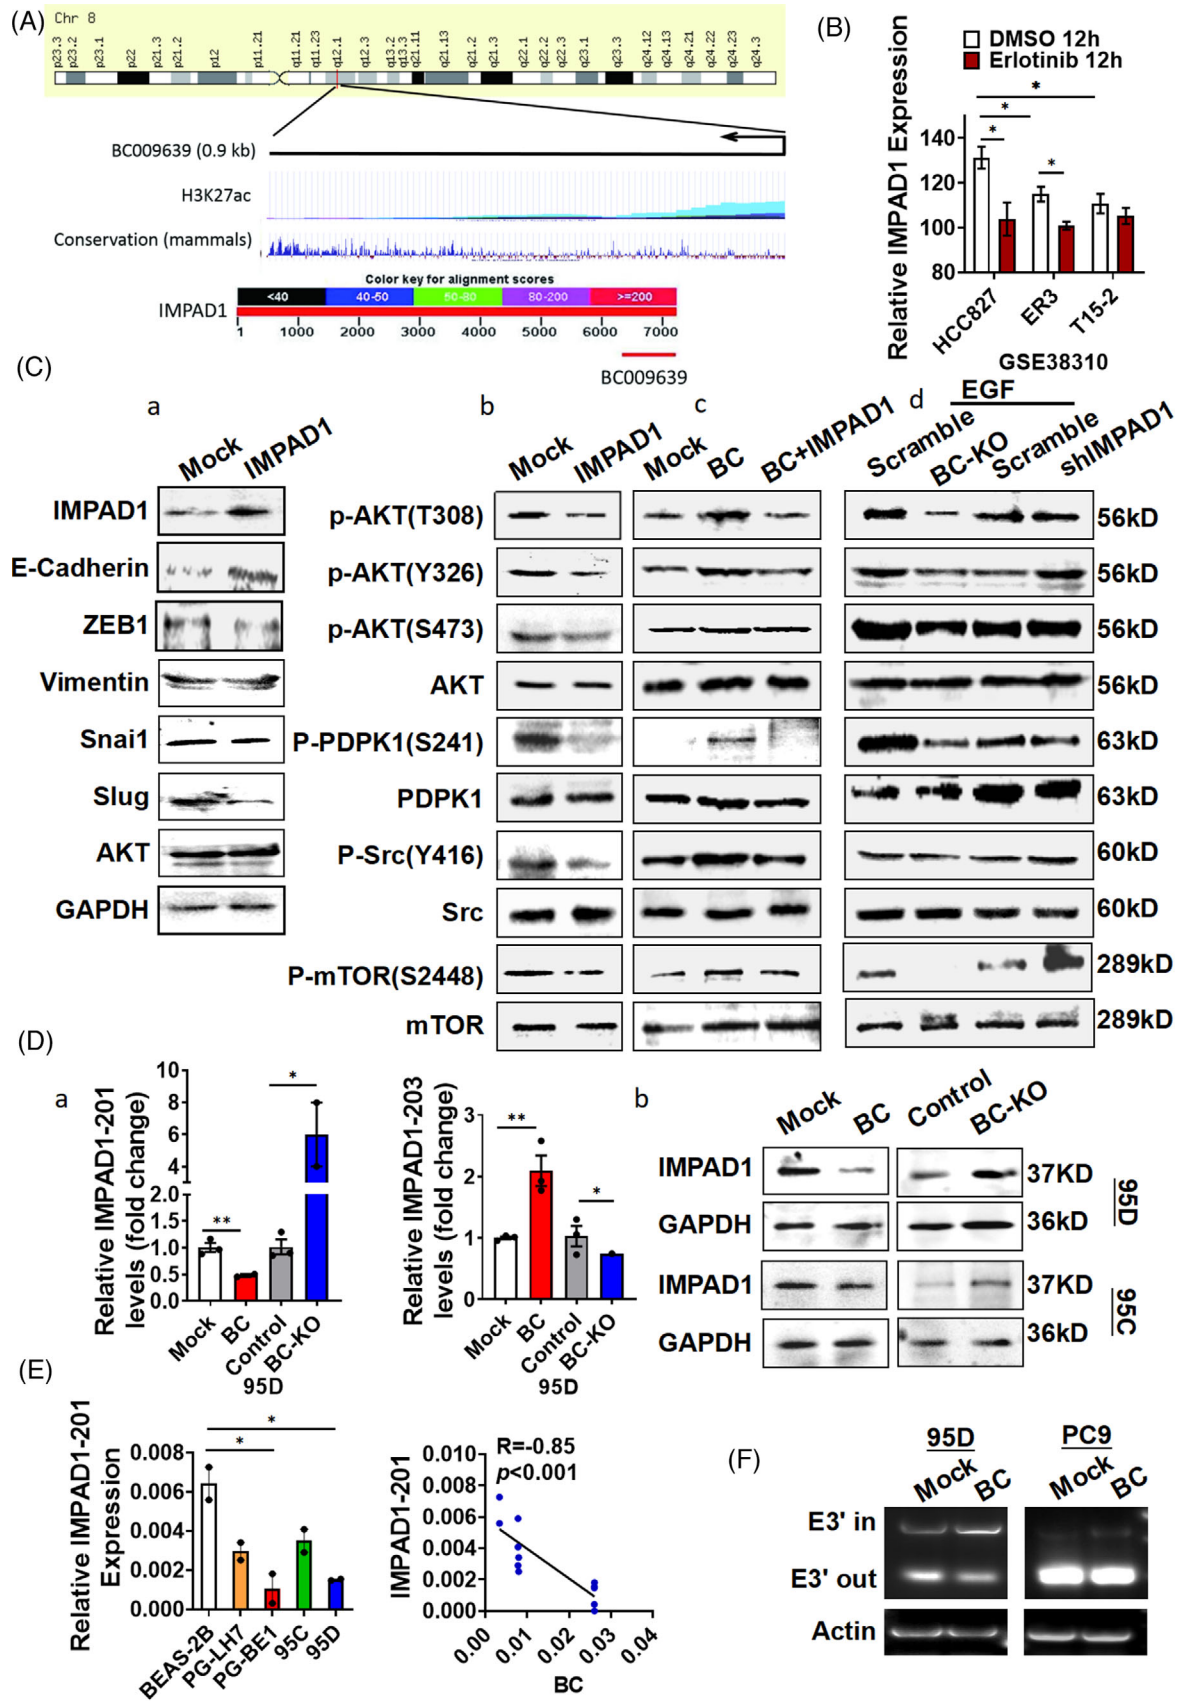 (A)
Chr 8
p23.3 p23.2 p23.1 p22 p21.3 p21.2 p12 p11.21 q11.21 q11.23 q12.1 q12.3 q13.2 q13.3 q21.11 q21.13 q21.2 q21.3 q22.1 q22.2 q22.3 q23.1 q23.3 q24.12 q24.13 q24.21 q24.22 q24.23 q24.3
BC009639 (0.9 kb)
H3K27ac
Conservation (mammals)
Color key for alignment scores
<40 40-50 50-80 80-200 >=200
IMPAD1
1 1000 2000 3000 4000 5000 6000 7000
BC009639
(B)
DMSO 12h
Erlotinib 12h
Relative IMPAD1 Expression
140
120
100
80
* * * *
HCC827 ER3 T15-2
GSE38310
(C)
a
Mock IMPAD1
IMPAD1
E-Cadherin
ZEB1
Vimentin
Snai1
Slug
AKT
GAPDH
b
Mock IMPAD1
c
Mock BC BC+IMPAD1
d
EGF
Scramble BC-KO Scramble shIMPAD1
p-AKT(T308) 56kD
p-AKT(Y326) 56kD
p-AKT(S473) 56kD
AKT 56kD
P-PDPK1(S241) 63kD
PDPK1 63kD
P-Src(Y416) 60kD
Src 60kD
P-mTOR(S2448) 289kD
mTOR 289kD
(D)
a
Relative IMPAD1-201
levels (fold change)
10
8
6
4
2.0
1.5
1.0
0.5
0.0
** *
Mock BC Control BC-KO
95D
Relative IMPAD1-203
levels (fold change)
3
2
1
0
** *
Mock BC Control BC-KO
95D
b
Mock BC Control BC-KO
IMPAD1 37KD
GAPDH 36kD
95D
IMPAD1 37KD
GAPDH 36kD
95C
(E)
Relative IMPAD1-201
Expression
0.008
0.006
0.004
0.002
0.000
* *
BEAS-2B PG-LH7 PG-BE1 95C 95D
IMPAD1-201
0.010
0.008
0.006
0.004
0.002
0.000
R=-0.85
p<0.001
0.00 0.01 0.02 0.03 0.04
BC
(F)
95D PC9
Mock BC Mock BC
E3' in
E3' out
Actin